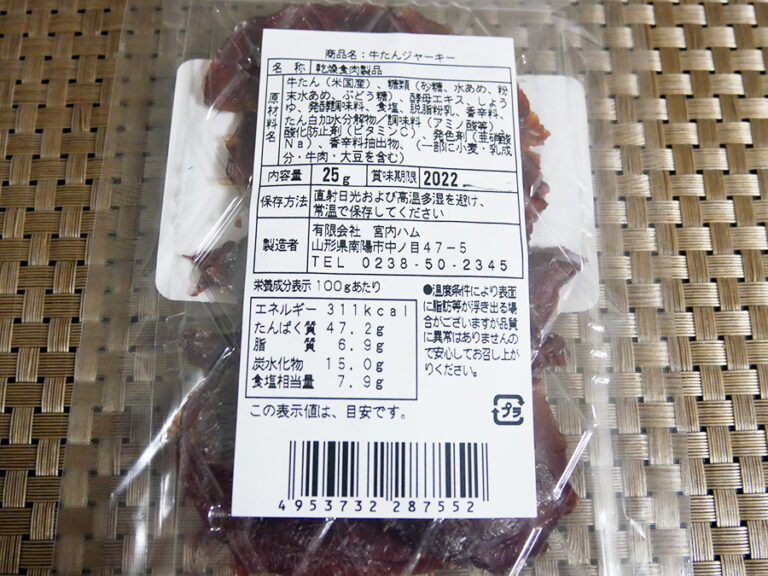 商品名:牛たんジャーキー
名 称 乾燥食肉製品
原材料名
牛たん(米国産)、糖類(砂糖、水あめ、粉
末水あめ、ぶどう糖) 酵母エキス、しょう
ゆ、発酵調味料、食塩、脱脂粉乳、香辛料、
たん白加水分解物/調味料(アミノ酸等)、
酸化防止剤(ビタミンC)、発色剤(亜硝酸
Na)、香辛料抽出物、(一部に小麦・乳成
分・牛肉・大豆を含む)
内容量 25g 賞味期限 2022.
保存方法 直射日光および高温多湿を避け、
常温で保存してください
製造者 有限会社 宮内ハム
山形県南陽市中ノ目47-5
TEL 0238-50-2345
栄養成分表示 100gあたり
エネルギー 311kcal
たんぱく質 47.2g
脂 質 6.9g
炭水化物 15.0g
食塩相当量 7.9g
この表示値は、目安です。
●温度条件により表面
に脂肪等が浮き出る場
合がございますが品質
に異常はありませんの
で安心してお召し上が
りください。
プラ
4953732 287552